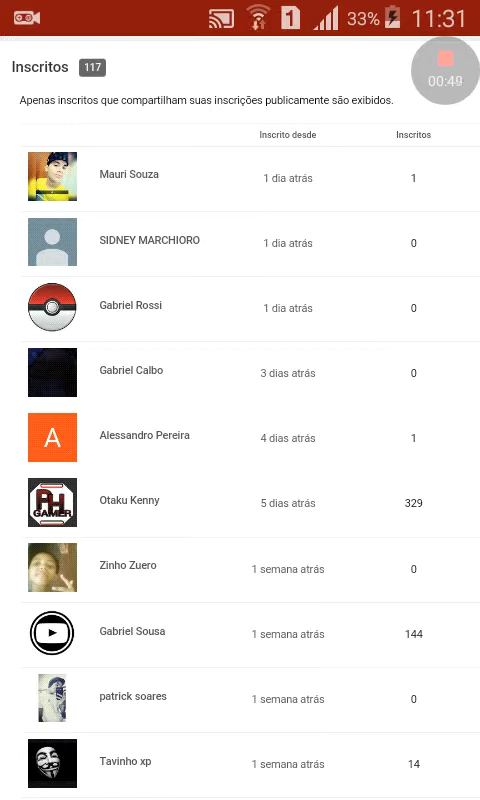 1 33% 11:31
Inscritos 117
00:49
Apenas inscritos que compartilham suas inscrições publicamente são exibidos.
Inscrito desde Inscritos
Mauri Souza 1 dia atrás 1
SIDNEY MARCHIORO 1 dia atrás 0
Gabriel Rossi 1 dia atrás 0
Gabriel Calbo 3 dias atrás 0
A Alessandro Pereira 4 dias atrás 1
PH GAMER Otaku Kenny 5 dias atrás 329
Zinho Zuero 1 semana atrás 0
Gabriel Sousa 1 semana atrás 144
patrick soares 1 semana atrás 0
Tavinho xp 1 semana atrás 14